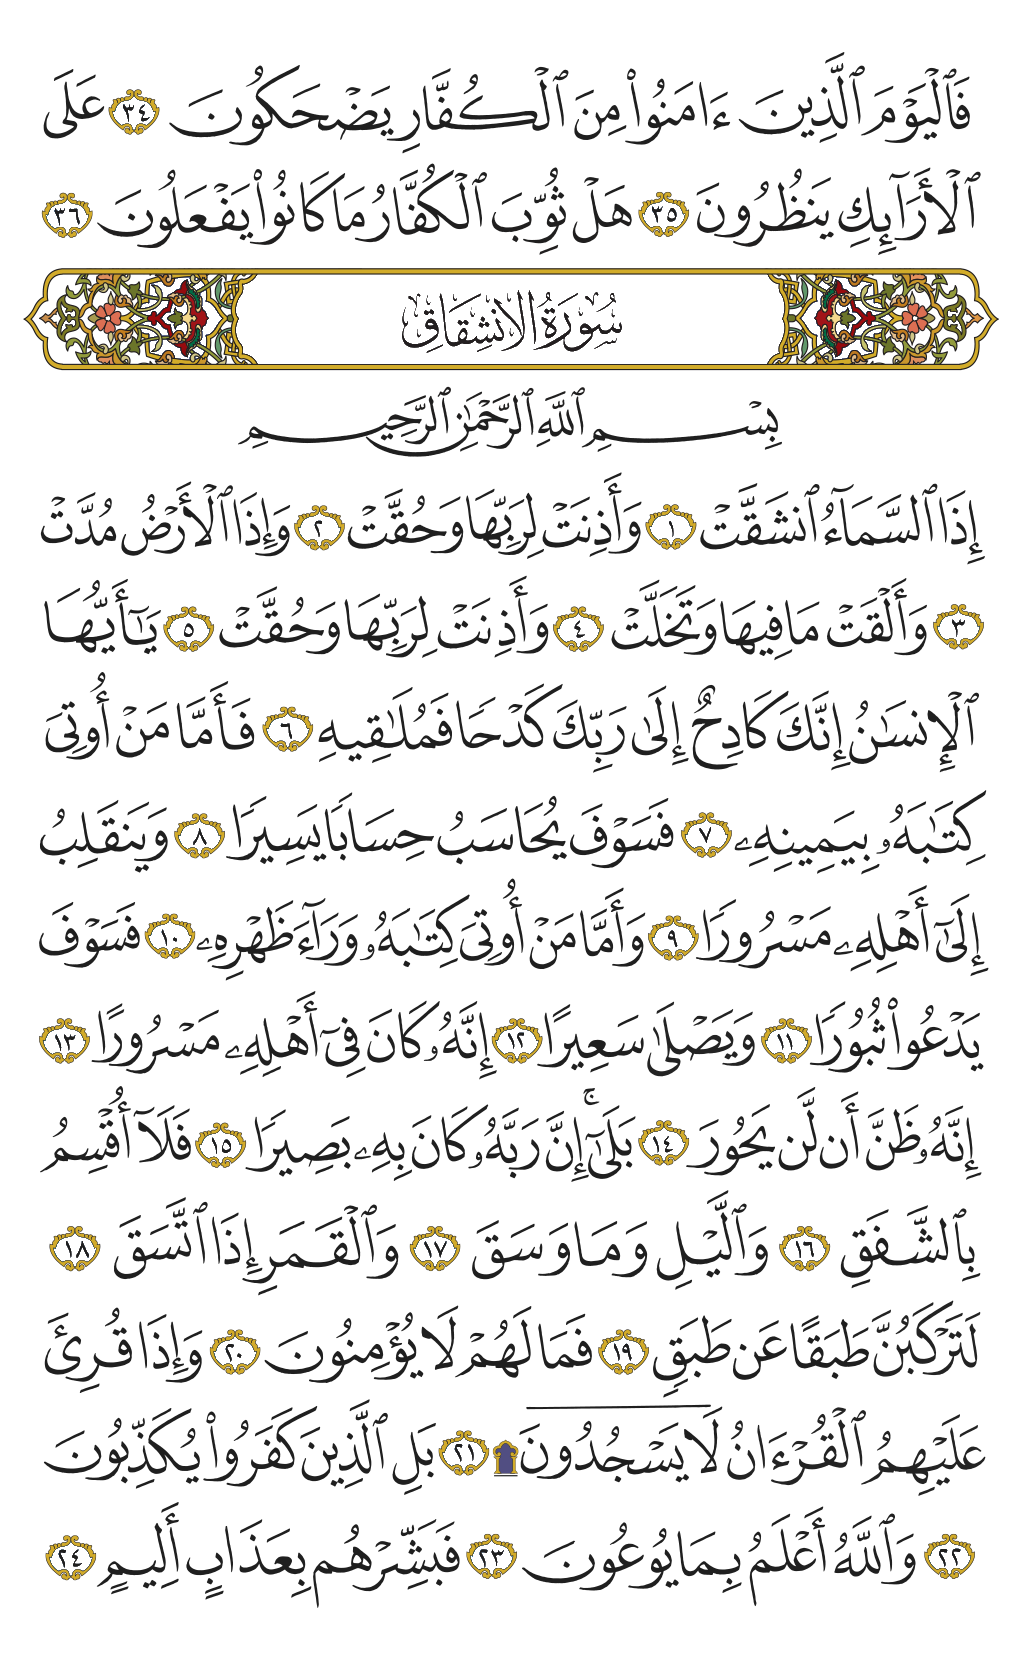 فَٱلۡيَوۡمَ ٱلَّذِينَ ءَامَنُواْ مِنَ ٱلۡكُفَّارِ يَضۡحَكُونَ ٣٤ عَلَى
ٱلۡأَرَآئِكِ يَنظُرُونَ ٣٥ هَلۡ ثُوِّبَ ٱلۡكُفَّارُ مَا كَانُواْ يَفۡعَلُونَ ٣٦
سُورَةُ الانشِقَاقِ
بِسۡمِ ٱللَّهِ ٱلرَّحۡمَٰنِ ٱلرَّحِيمِ
إِذَا ٱلسَّمَآءُ ٱنشَقَّتۡ ١ وَأَذِنَتۡ لِرَبِّهَا وَحُقَّتۡ ٢ وَإِذَا ٱلۡأَرۡضُ مُدَّتۡ
٣ وَأَلۡقَتۡ مَا فِيهَا وَتَخَلَّتۡ ٤ وَأَذِنَتۡ لِرَبِّهَا وَحُقَّتۡ ٥ يَٰٓأَيُّهَا
ٱلۡإِنسَٰنُ إِنَّكَ كَادِحٌ إِلَىٰ رَبِّكَ كَدۡحٗا فَمُلَٰقِيهِ ٦ فَأَمَّا مَنۡ أُوتِيَ
كِتَٰبَهُۥ بِيَمِينِهِۦ ٧ فَسَوۡفَ يُحَاسَبُ حِسَابٗا يَسِيرٗا ٨ وَيَنقَلِبُ
إِلَىٰٓ أَهۡلِهِۦ مَسۡرُورٗا ٩ وَأَمَّا مَنۡ أُوتِيَ كِتَٰبَهُۥ وَرَآءَ ظَهۡرِهِۦ ١٠ فَسَوۡفَ
يَدۡعُواْ ثُبُورٗا ١١ وَيَصۡلَىٰ سَعِيرًا ١٢ إِنَّهُۥ كَانَ فِيٓ أَهۡلِهِۦ مَسۡرُورًا ١٣
إِنَّهُۥ ظَنَّ أَن لَّن يَحُورَ ١٤ بَلَىٰٓۚ إِنَّ رَبَّهُۥ كَانَ بِهِۦ بَصِيرٗا ١٥ فَلَآ أُقۡسِمُ
بِٱلشَّفَقِ ١٦ وَٱلَّيۡلِ وَمَا وَسَقَ ١٧ وَٱلۡقَمَرِ إِذَا ٱتَّسَقَ ١٨
لَتَرۡكَبُنَّ طَبَقًا عَن طَبَقٖ ١٩ فَمَا لَهُمۡ لَا يُؤۡمِنُونَ ٢٠ وَإِذَا قُرِئَ
عَلَيۡهِمُ ٱلۡقُرۡءَانُ لَا يَسۡجُدُونَ۩ ٢١ بَلِ ٱلَّذِينَ كَفَرُواْ يُكَذِّبُونَ
٢٢ وَٱللَّهُ أَعۡلَمُ بِمَا يُوعُونَ ٢٣ فَبَشِّرۡهُم بِعَذَابٍ أَلِيمٍ ٢٤